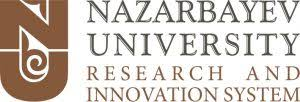 NAZARBAYEV
UNIVERSITY
RESEARCH AND
INNOVATION SYSTEM